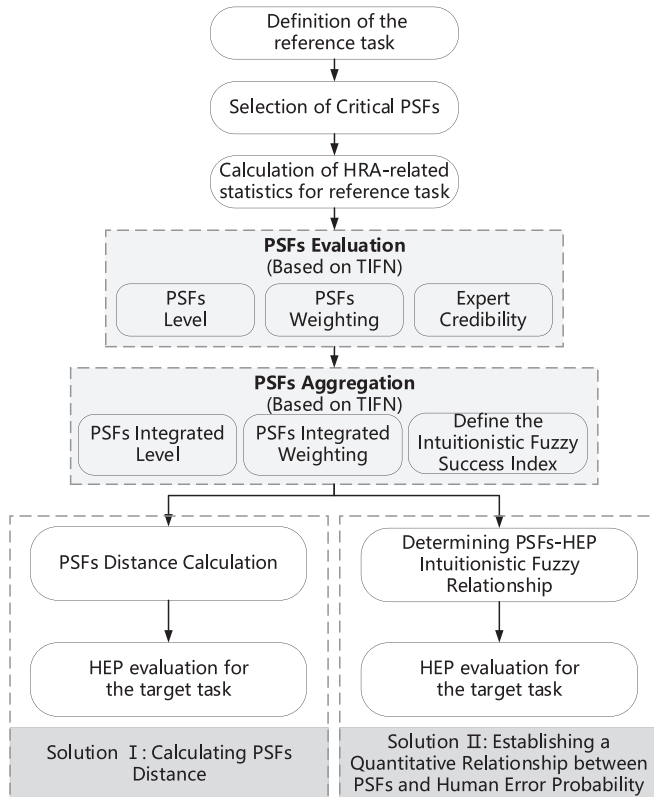 Definition of the
reference task
Selection of Critical PSFs
Calculation of HRA-related
statistics for reference task
PSFs Evaluation
(Based on TIFN)
PSFs
Level
PSFs
Weighting
Expert
Credibility
PSFs Aggregation
(Based on TIFN)
PSFs Integrated
Level
PSFs Integrated
Weighting
Define the
Intuitionistic Fuzzy
Success Index
PSFs Distance Calculation
HEP evaluation for
the target task
Solution Ⅰ: Calculating PSFs
Distance
Determining PSFs-HEP
Intuitionistic Fuzzy
Relationship
HEP evaluation for
the target task
Solution Ⅱ: Establishing a
Quantitative Relationship between
PSFs and Human Error Probability